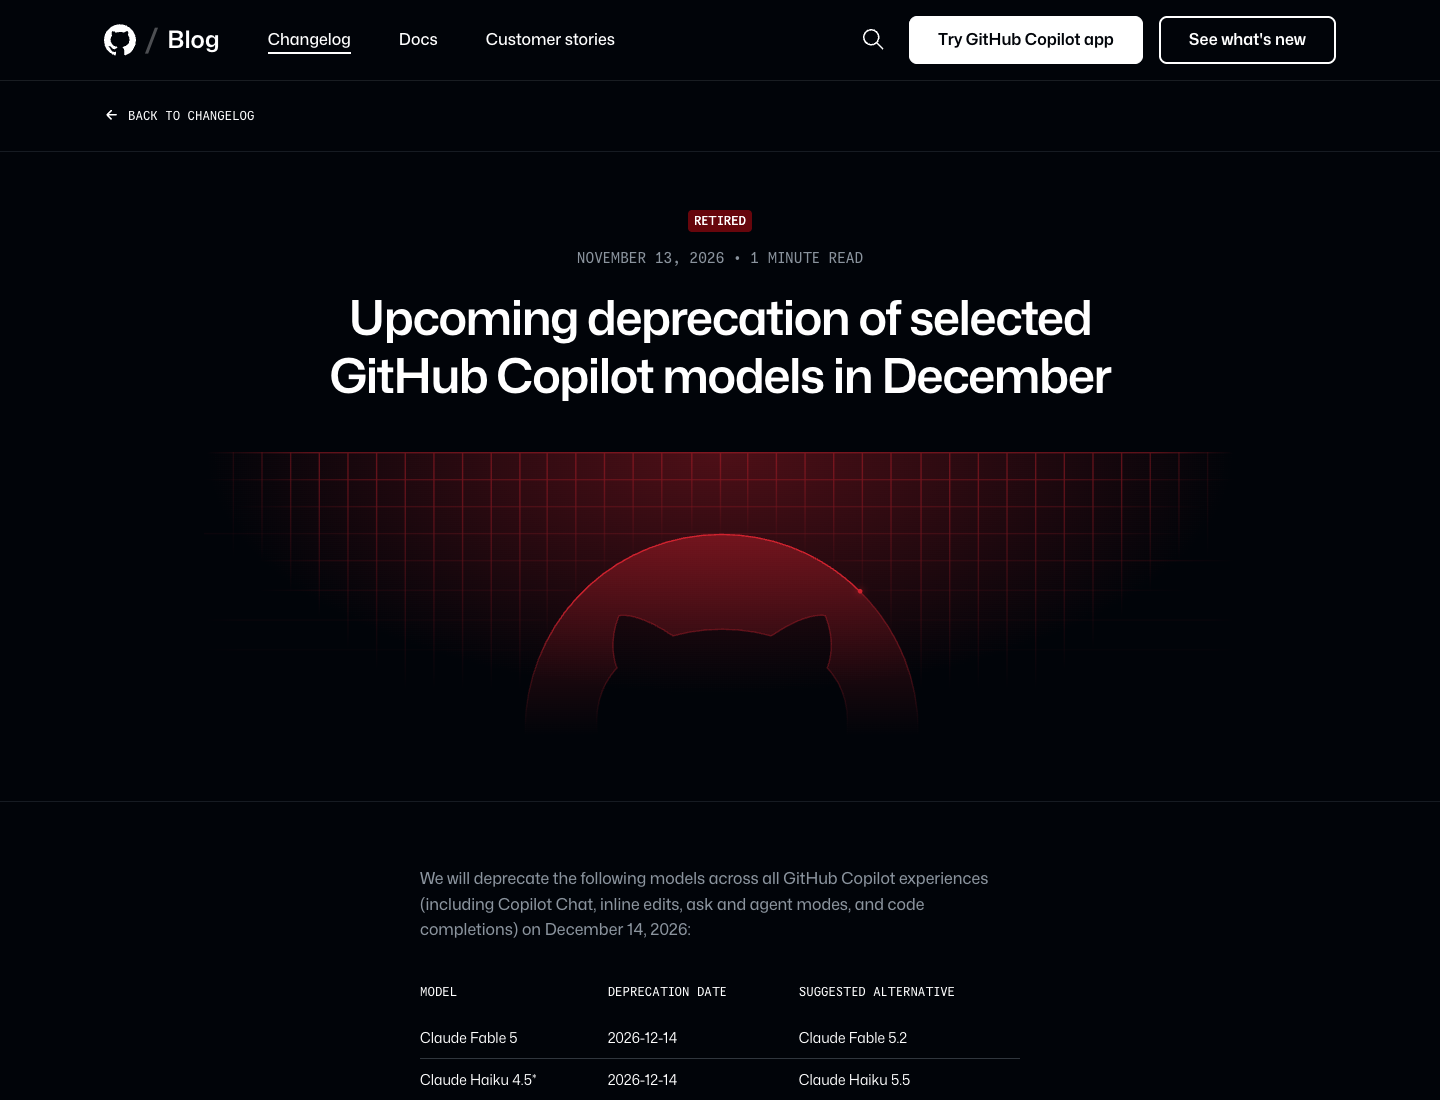 / Blog
Changelog
Docs
Customer stories
Try GitHub Copilot app
See what's new
← BACK TO CHANGELOG
RETIRED
NOVEMBER 13, 2026 • 1 MINUTE READ
Upcoming deprecation of selected
GitHub Copilot models in December
We will deprecate the following models across all GitHub Copilot experiences
(including Copilot Chat, inline edits, ask and agent modes, and code
completions) on December 14, 2026:
MODEL DEPRECATION DATE SUGGESTED ALTERNATIVE
Claude Fable 5 2026-12-14 Claude Fable 5.2
Claude Haiku 4.5* 2026-12-14 Claude Haiku 5.5